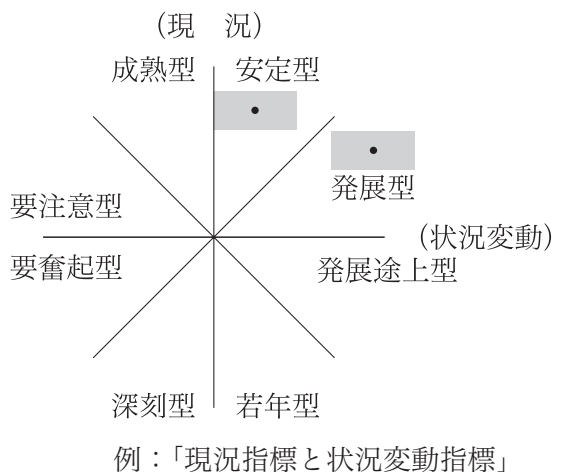 (現　況)
成熟型 安定型
発展型
要注意型
(状況変動)
要奮起型
発展途上型
深刻型 若年型
例：「現況指標と状況変動指標」